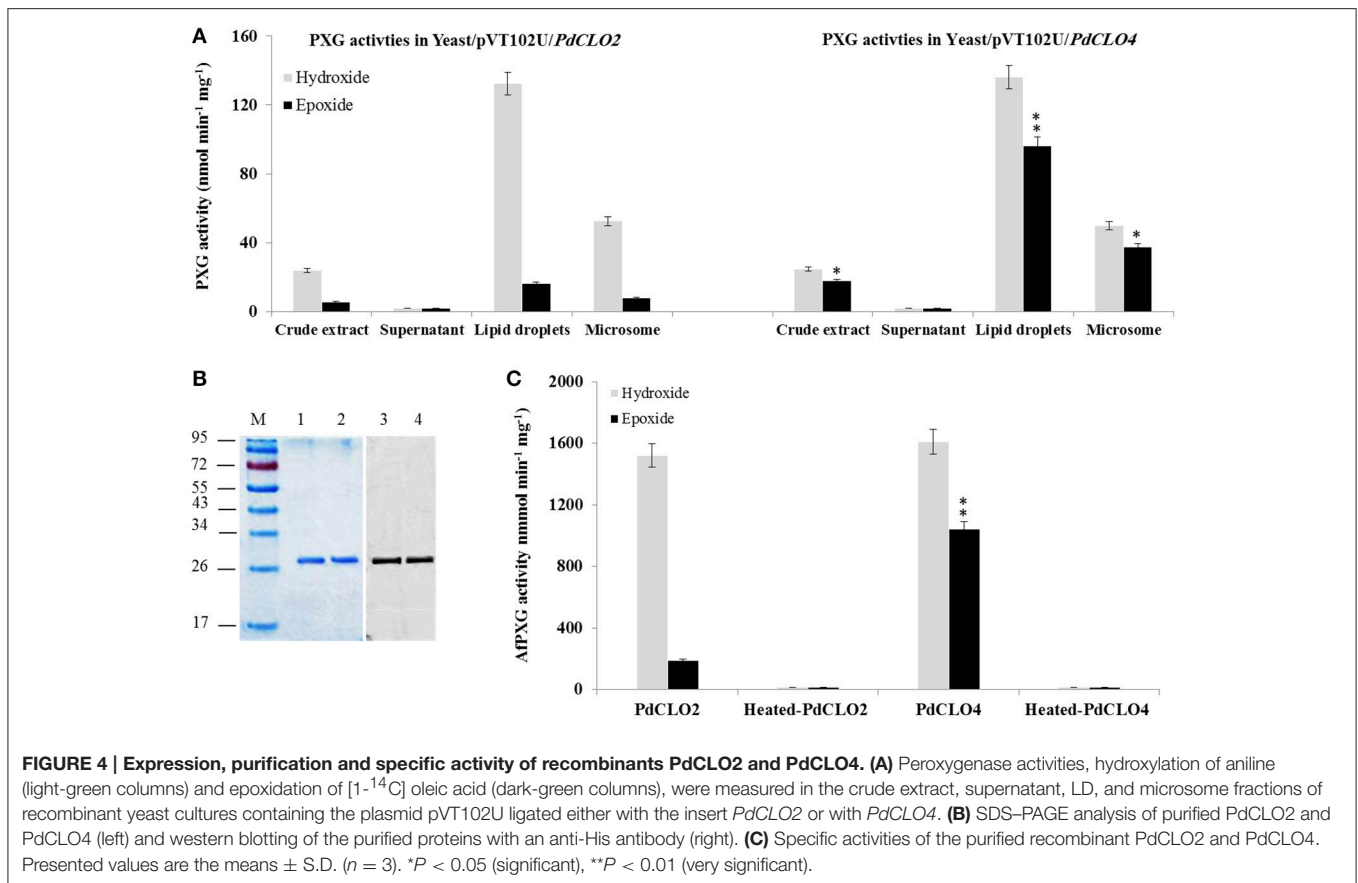 A
PXG activties in Yeast/pVT102U/PdCLO2
PXG activties in Yeast/pVT102U/PdCLO4
Hydroxide
Epoxide
PXG activity (nmol min-1 mg-1)
160
120
80
40
0
*
**
*
Crude extract Supernatant Lipid droplets Microsome
Crude extract Supernatant Lipid droplets Microsome
B
M 1 2 3 4
95
72
55
43
34
26
17
C
Hydroxide
Epoxide
AfPXG activity nmmol min-1 mg-1)
2000
1600
1200
800
400
0
**
PdCLO2 Heated-PdCLO2 PdCLO4 Heated-PdCLO4
FIGURE 4 | Expression, purification and specific activity of recombinants PdCLO2 and PdCLO4. (A) Peroxygenase activities, hydroxylation of aniline
(light-green columns) and epoxidation of [1-14C] oleic acid (dark-green columns), were measured in the crude extract, supernatant, LD, and microsome fractions of
recombinant yeast cultures containing the plasmid pVT102U ligated either with the insert PdCLO2 or with PdCLO4. (B) SDS–PAGE analysis of purified PdCLO2 and
PdCLO4 (left) and western blotting of the purified proteins with an anti-His antibody (right). (C) Specific activities of the purified recombinant PdCLO2 and PdCLO4.
Presented values are the means ± S.D. (n = 3). *P < 0.05 (significant), **P < 0.01 (very significant).